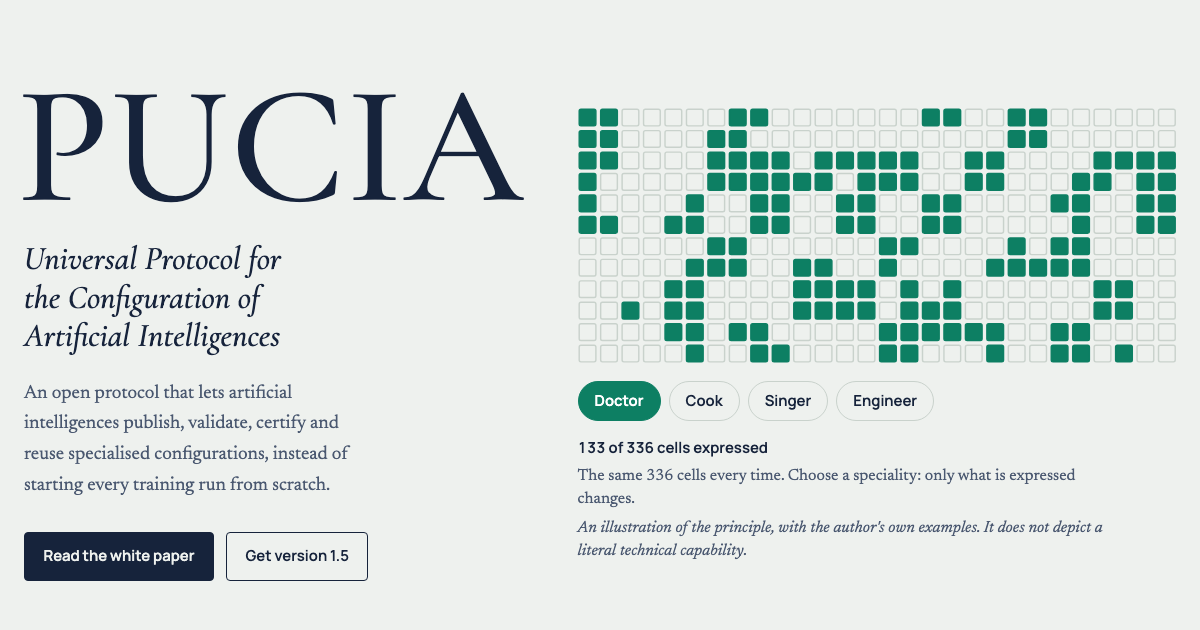 PUCIA
Universal Protocol for
the Configuration of
Artificial Intelligences
An open protocol that lets artificial
intelligences publish, validate, certify and
reuse specialised configurations, instead of
starting every training run from scratch.
Read the white paper
Get version 1.5
Doctor
Cook
Singer
Engineer
133 of 336 cells expressed
The same 336 cells every time. Choose a speciality: only what is expressed
changes.
An illustration of the principle, with the author's own examples. It does not depict a
literal technical capability.